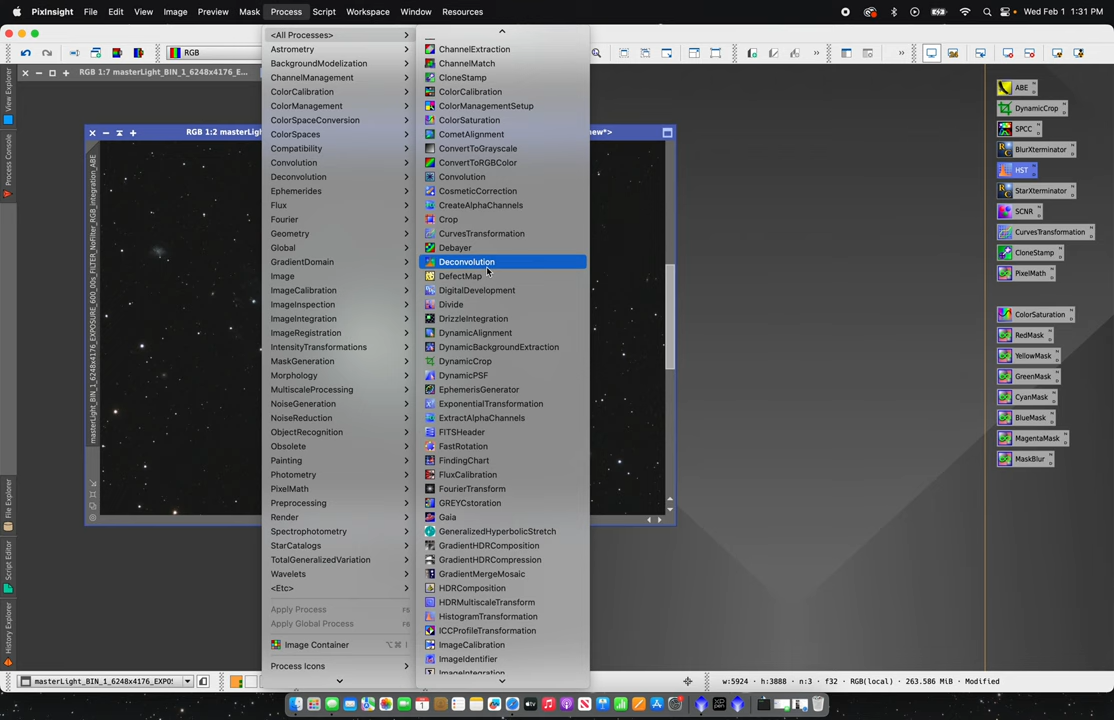 PixInsight File Edit View Image Preview Mask Process Script Workspace Window Resources
Wed Feb 1 1:31 PM
RGB
RGB 1:7 masterLight_BIN_1_6248x4176_E...
RGB 1:2 masterLig
new*>
View Explorer
Process Console
File Explorer
Script Editor
History Explorer
masterLight_BIN_1_6248x4176_EXPOSURE_600_00s_FILTER_NoFilter_RGB_integration_ABE
<All Processes>
Astrometry
BackgroundModelization
ChannelManagement
ColorCalibration
ColorManagement
ColorSpaceConversion
ColorSpaces
Compatibility
Convolution
Deconvolution
Ephemerides
Flux
Fourier
Geometry
Global
GradientDomain
Image
ImageCalibration
ImageInspection
ImageIntegration
ImageRegistration
IntensityTransformations
MaskGeneration
Morphology
MultiscaleProcessing
NoiseGeneration
NoiseReduction
ObjectRecognition
Obsolete
Painting
Photometry
PixelMath
Preprocessing
Render
Spectrophotometry
StarCatalogs
TotalGeneralizedVariation
Wavelets
<Etc>
Apply Process F5
Apply Global Process F6
Image Container ⌥⌘ I
Process Icons
ChannelExtraction
ChannelMatch
CloneStamp
ColorCalibration
ColorManagementSetup
ColorSaturation
CometAlignment
ConvertToGrayscale
ConvertToRGBColor
Convolution
CosmeticCorrection
CreateAlphaChannels
Crop
CurvesTransformation
Debayer
Deconvolution
DefectMap
DigitalDevelopment
Divide
DrizzleIntegration
DynamicAlignment
DynamicBackgroundExtraction
DynamicCrop
DynamicPSF
EphemerisGenerator
ExponentialTransformation
ExtractAlphaChannels
FITSHeader
FastRotation
FindingChart
FluxCalibration
FourierTransform
GREYCstoration
Gaia
GeneralizedHyperbolicStretch
GradientHDRComposition
GradientHDRCompression
GradientMergeMosaic
HDRComposition
HDRMultiscaleTransform
HistogramTransformation
ICCProfileTransformation
ImageCalibration
ImageIdentifier
ImageIntegration
ABE
DynamicCrop
SPCC
BlurXterminator
HST
StarXterminator
SCNR
CurvesTransformation
CloneStamp
PixelMath
ColorSaturation
RedMask
YellowMask
GreenMask
CyanMask
BlueMask
MagentaMask
MaskBlur
masterLight_BIN_1_6248x4176_EXPO!
w:5924 · h:3888 · n:3 · f32 · RGB(local) · 263.586 MiB · Modified